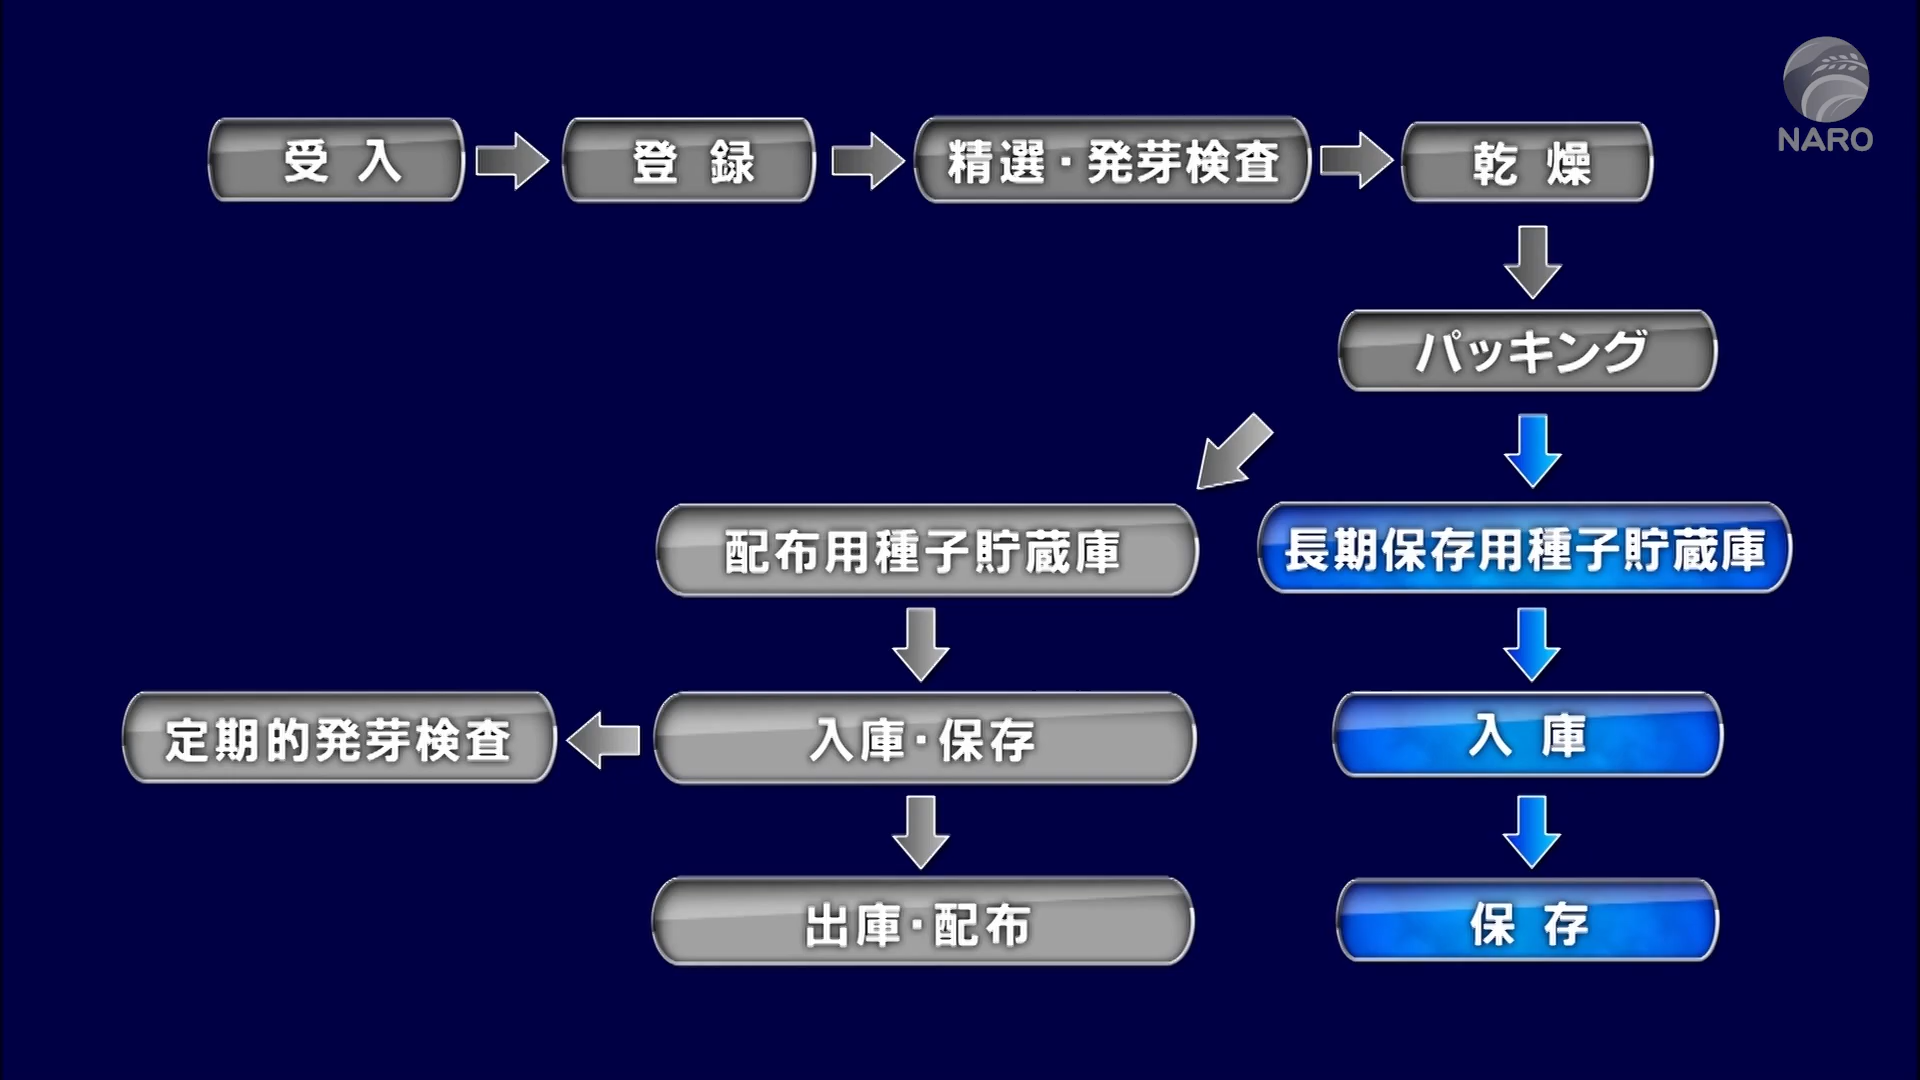 NARO
受入
登録
精選・発芽検査
乾燥
パッキング
配布用種子貯蔵庫
長期保存用種子貯蔵庫
定期的発芽検査
入庫・保存
入庫
出庫・配布
保存